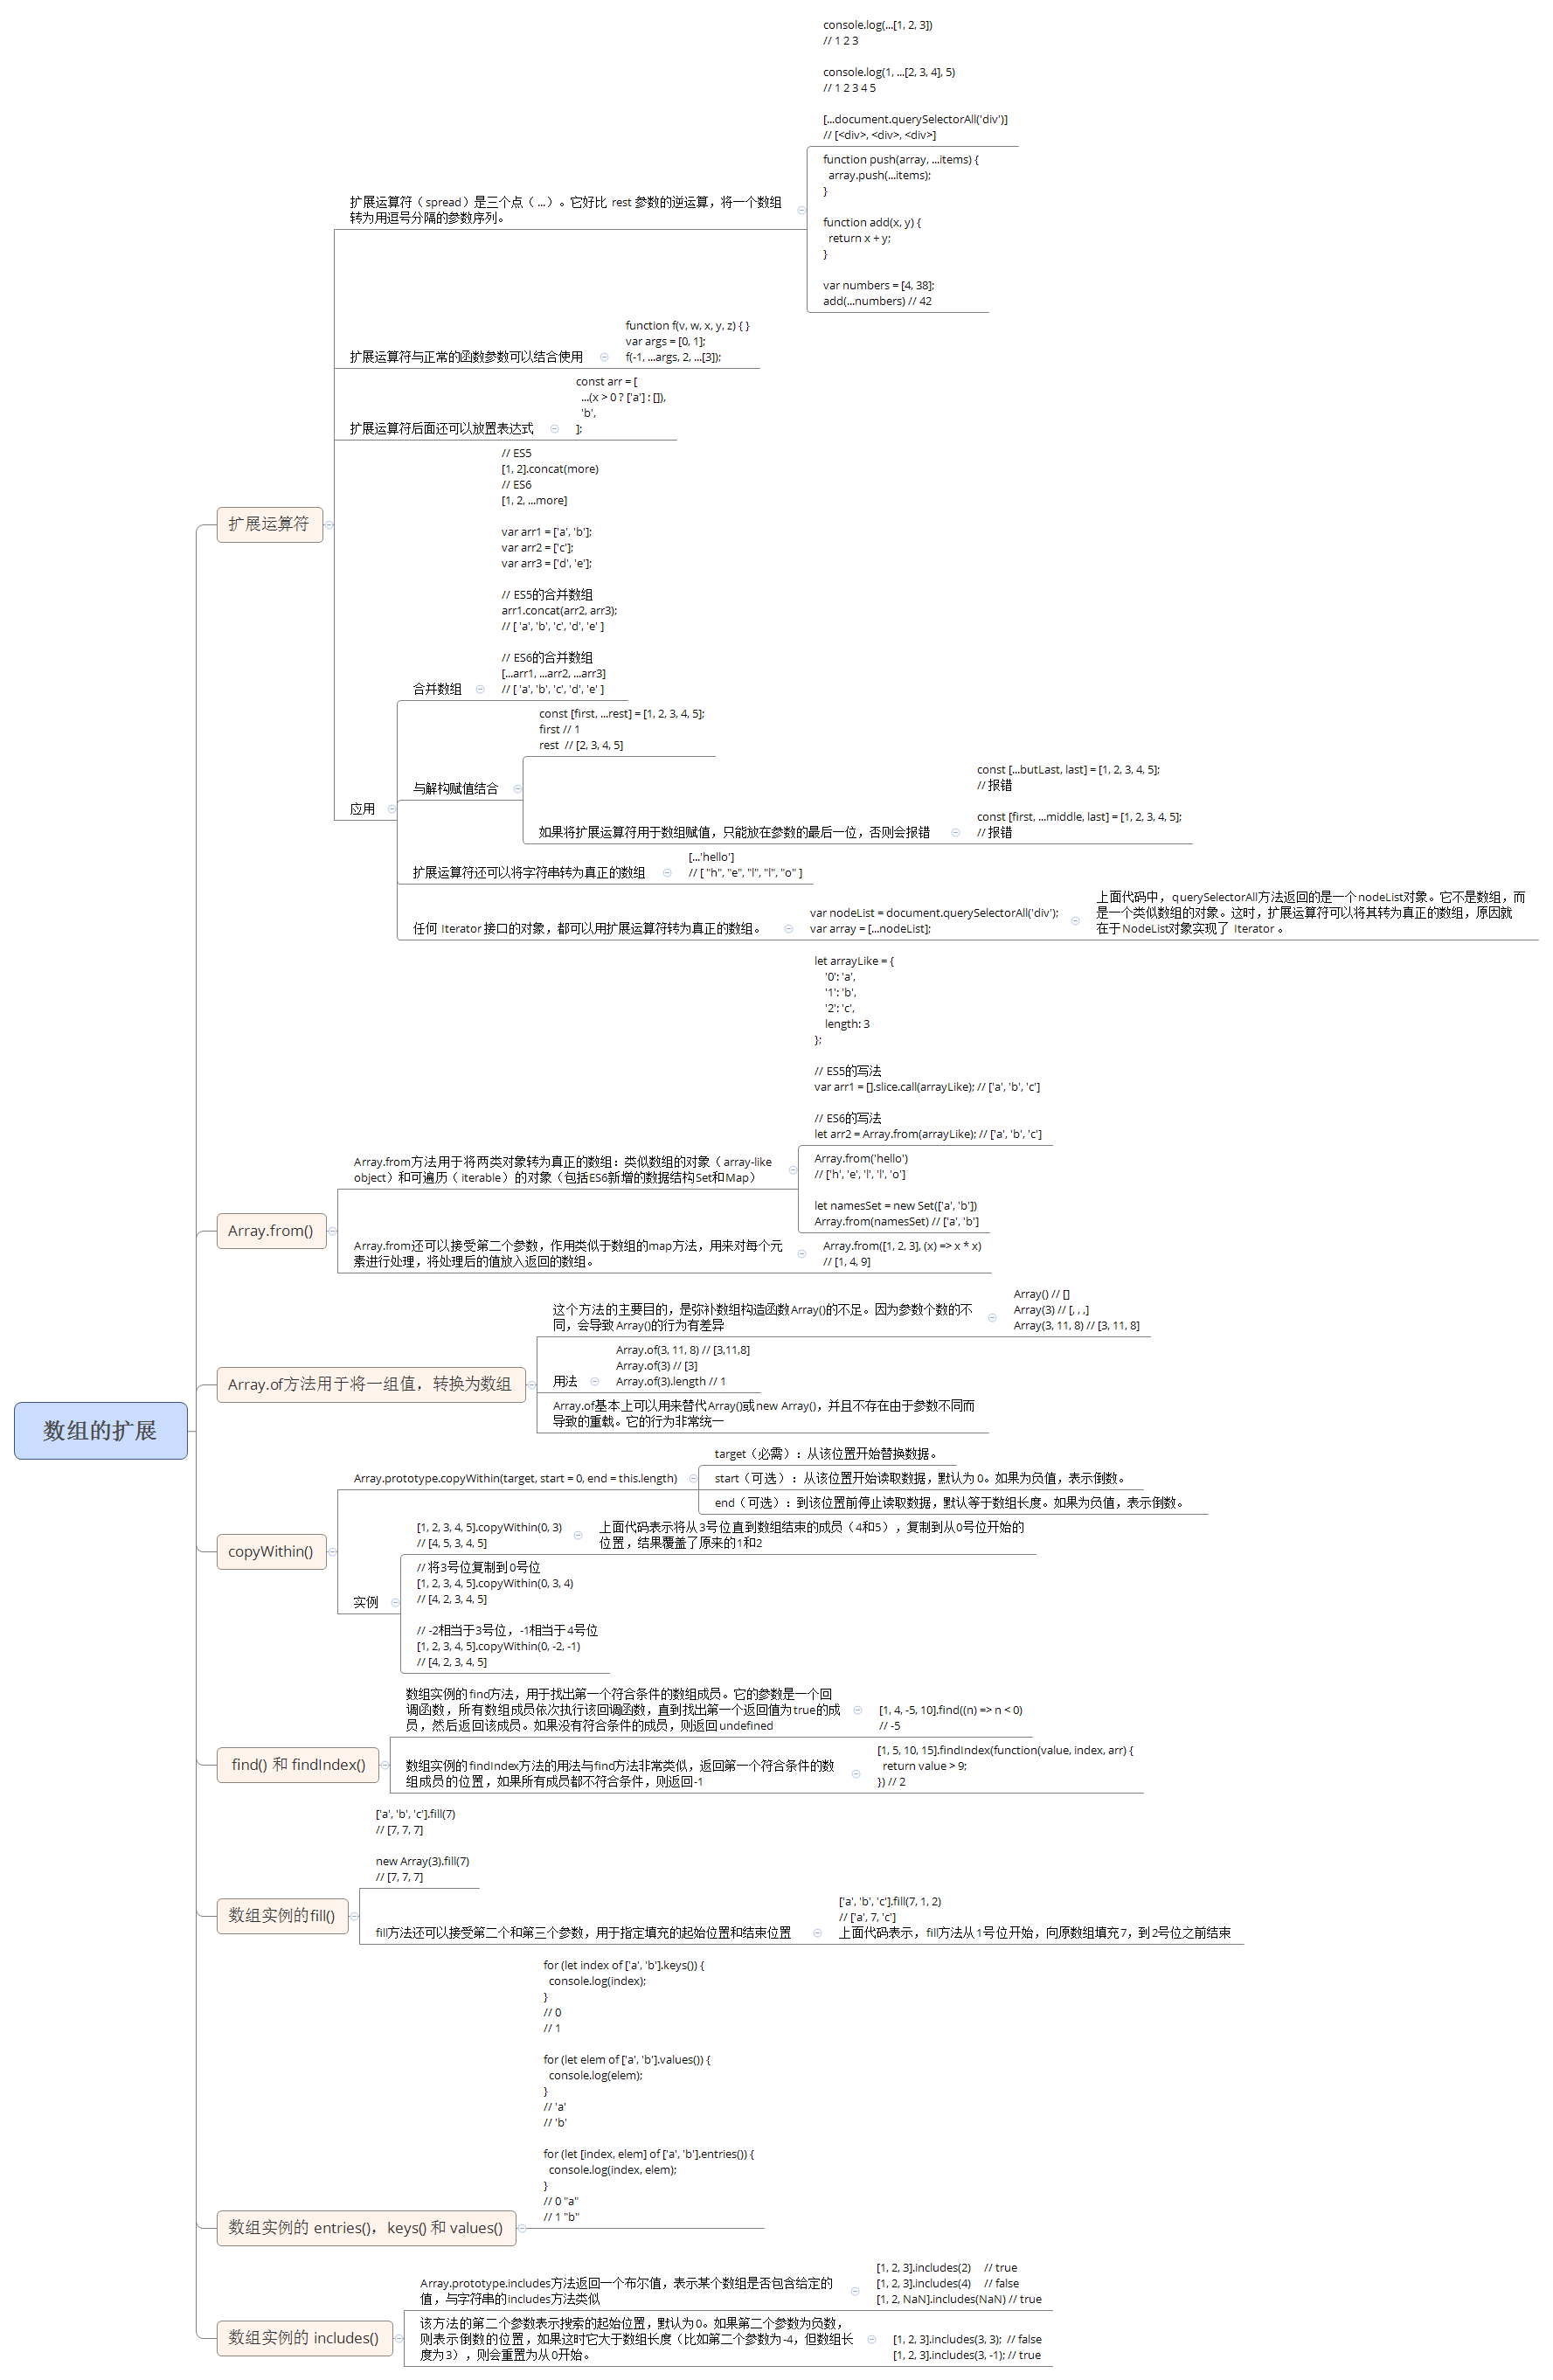 数组的扩展
扩展运算符
扩展运算符（spread）是三个点（...）。它好比 rest 参数的逆运算，将一个数组
转为用逗号分隔的参数序列。
console.log(...[1, 2, 3])
// 1 2 3
console.log(1, ...[2, 3, 4], 5)
// 1 2 3 4 5
[...document.querySelectorAll('div')]
// [<div>, <div>, <div>]
function push(array, ...items) {
array.push(...items);
}
function add(x, y) {
return x + y;
}
var numbers = [4, 38];
add(...numbers) // 42
扩展运算符与正常的函数参数可以结合使用
function f(v, w, x, y, z) { }
var args = [0, 1];
f(-1, ...args, 2, ...[3]);
扩展运算符后面还可以放置表达式
const arr = [
...(x > 0 ? ['a'] : []),
'b',
];
应用
合并数组
// ES5
[1, 2].concat(more)
// ES6
[1, 2, ...more]
var arr1 = ['a', 'b'];
var arr2 = ['c'];
var arr3 = ['d', 'e'];
// ES5的合并数组
arr1.concat(arr2, arr3);
// [ 'a', 'b', 'c', 'd', 'e' ]
// ES6的合并数组
[...arr1, ...arr2, ...arr3]
// [ 'a', 'b', 'c', 'd', 'e' ]
与解构赋值结合
const [first, ...rest] = [1, 2, 3, 4, 5];
first // 1
rest  // [2, 3, 4, 5]
如果将扩展运算符用于数组赋值，只能放在参数的最后一位，否则会报错
const [...butLast, last] = [1, 2, 3, 4, 5];
// 报错
const [first, ...middle, last] = [1, 2, 3, 4, 5];
// 报错
扩展运算符还可以将字符串转为真正的数组
[...'hello']
// [ "h", "e", "l", "l", "o" ]
任何 Iterator 接口的对象，都可以用扩展运算符转为真正的数组。
var nodeList = document.querySelectorAll('div');
var array = [...nodeList];
上面代码中，querySelectorAll方法返回的是一个nodeList对象。它不是数组，而
是一个类似数组的对象。这时，扩展运算符可以将其转为真正的数组，原因就
在于NodeList对象实现了 Iterator 。
Array.from()
Array.from方法用于将两类对象转为真正的数组：类似数组的对象（array-like
object）和可遍历（iterable）的对象（包括ES6新增的数据结构Set和Map）
let arrayLike = {
'0': 'a',
'1': 'b',
'2': 'c',
length: 3
};
// ES5的写法
var arr1 = [].slice.call(arrayLike); // ['a', 'b', 'c']
// ES6的写法
let arr2 = Array.from(arrayLike); // ['a', 'b', 'c']
Array.from('hello')
// ['h', 'e', 'l', 'l', 'o']
let namesSet = new Set(['a', 'b'])
Array.from(namesSet) // ['a', 'b']
Array.from还可以接受第二个参数，作用类似于数组的map方法，用来对每个元
素进行处理，将处理后的值放入返回的数组。
Array.from([1, 2, 3], (x) => x * x)
// [1, 4, 9]
Array.of方法用于将一组值，转换为数组
这个方法的主要目的，是弥补数组构造函数Array()的不足。因为参数个数的不
同，会导致Array()的行为有差异
Array() // []
Array(3) // [, , ,]
Array(3, 11, 8) // [3, 11, 8]
用法
Array.of(3, 11, 8) // [3,11,8]
Array.of(3) // [3]
Array.of(3).length // 1
Array.of基本上可以用来替代Array()或new Array()，并且不存在由于参数不同而
导致的重载。它的行为非常统一
copyWithin()
Array.prototype.copyWithin(target, start = 0, end = this.length)
target（必需）：从该位置开始替换数据。
start（可选）：从该位置开始读取数据，默认为 0。如果为负值，表示倒数。
end（可选）：到该位置前停止读取数据，默认等于数组长度。如果为负值，表示倒数。
实例
[1, 2, 3, 4, 5].copyWithin(0, 3)
// [4, 5, 3, 4, 5]
上面代码表示将从3号位直到数组结束的成员（4和5），复制到从0号位开始的
位置，结果覆盖了原来的1和2
// 将3号位复制到0号位
[1, 2, 3, 4, 5].copyWithin(0, 3, 4)
// [4, 2, 3, 4, 5]
// -2相当于3号位，-1相当于4号位
[1, 2, 3, 4, 5].copyWithin(0, -2, -1)
// [4, 2, 3, 4, 5]
find() 和 findIndex()
数组实例的find方法，用于找出第一个符合条件的数组成员。它的参数是一个回
调函数，所有数组成员依次执行该回调函数，直到找出第一个返回值为true的成
员，然后返回该成员。如果没有符合条件的成员，则返回undefined
[1, 4, -5, 10].find((n) => n < 0)
// -5
数组实例的findIndex方法的用法与find方法非常类似，返回第一个符合条件的数
组成员的位置，如果所有成员都不符合条件，则返回-1
[1, 5, 10, 15].findIndex(function(value, index, arr) {
return value > 9;
}) // 2
数组实例的fill()
['a', 'b', 'c'].fill(7)
// [7, 7, 7]
new Array(3).fill(7)
// [7, 7, 7]
fill方法还可以接受第二个和第三个参数，用于指定填充的起始位置和结束位置
['a', 'b', 'c'].fill(7, 1, 2)
// ['a', 7, 'c']
上面代码表示，fill方法从1号位开始，向原数组填充7，到2号位之前结束
数组实例的 entries()，keys() 和 values()
for (let index of ['a', 'b'].keys()) {
console.log(index);
}
// 0
// 1
for (let elem of ['a', 'b'].values()) {
console.log(elem);
}
// 'a'
// 'b'
for (let [index, elem] of ['a', 'b'].entries()) {
console.log(index, elem);
}
// 0 "a"
// 1 "b"
数组实例的 includes()
Array.prototype.includes方法返回一个布尔值，表示某个数组是否包含给定的
值，与字符串的includes方法类似
[1, 2, 3].includes(2)     // true
[1, 2, 3].includes(4)     // false
[1, 2, NaN].includes(NaN) // true
该方法的第二个参数表示搜索的起始位置，默认为0。如果第二个参数为负数，
则表示倒数的位置，如果这时它大于数组长度（比如第二个参数为-4，但数组长
度为3），则会重置为从0开始。
[1, 2, 3].includes(3, 3);  // false
[1, 2, 3].includes(3, -1); // true